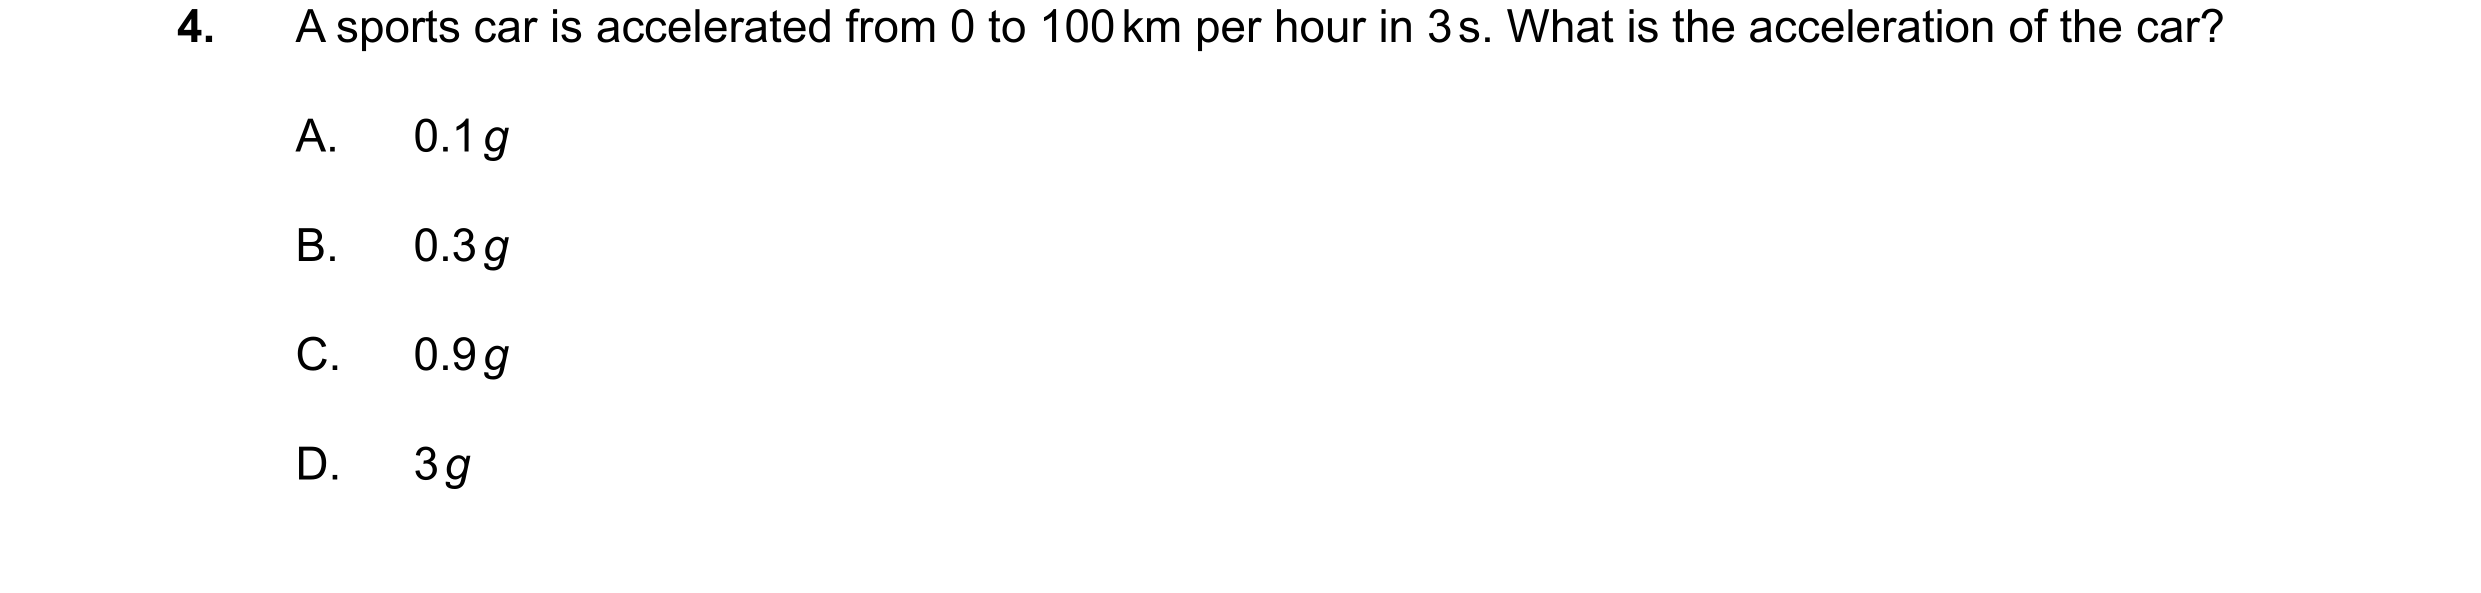 4. A sports car is accelerated from 0 to 100 km per hour in 3 s. What is the acceleration of the car?
A. 0.1 g
B. 0.3 g
C. 0.9 g
D. 3 g